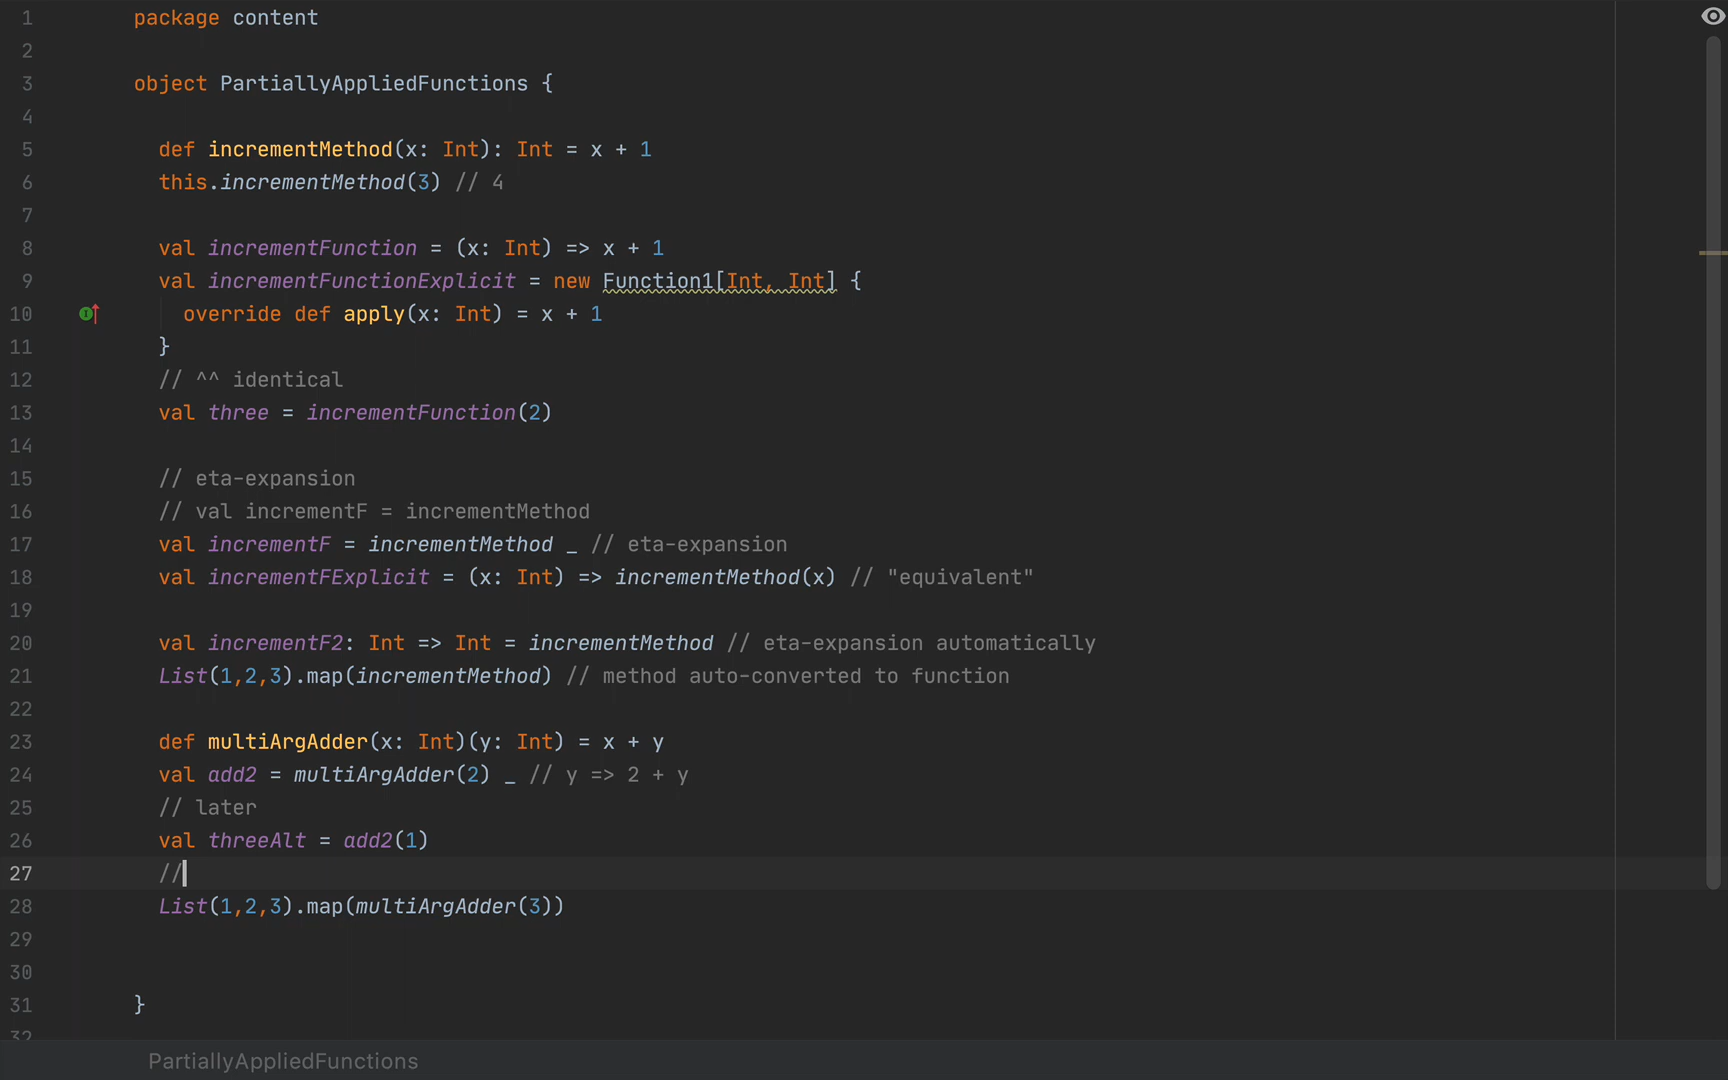 1 package content
2
3 object PartiallyAppliedFunctions {
4
5 def incrementMethod(x: Int): Int = x + 1
6 this.incrementMethod(3) // 4
7
8 val incrementFunction = (x: Int) => x + 1
9 val incrementFunctionExplicit = new Function1[Int, Int] {
10 override def apply(x: Int) = x + 1
11 }
12 // ^^ identical
13 val three = incrementFunction(2)
14
15 // eta-expansion
16 // val incrementF = incrementMethod
17 val incrementF = incrementMethod _ // eta-expansion
18 val incrementFExplicit = (x: Int) => incrementMethod(x) // "equivalent"
19
20 val incrementF2: Int => Int = incrementMethod // eta-expansion automatically
21 List(1,2,3).map(incrementMethod) // method auto-converted to function
22
23 def multiArgAdder(x: Int)(y: Int) = x + y
24 val add2 = multiArgAdder(2) _ // y => 2 + y
25 // later
26 val threeAlt = add2(1)
27 //
28 List(1,2,3).map(multiArgAdder(3))
29
30
31 }
32
PartiallyAppliedFunctions